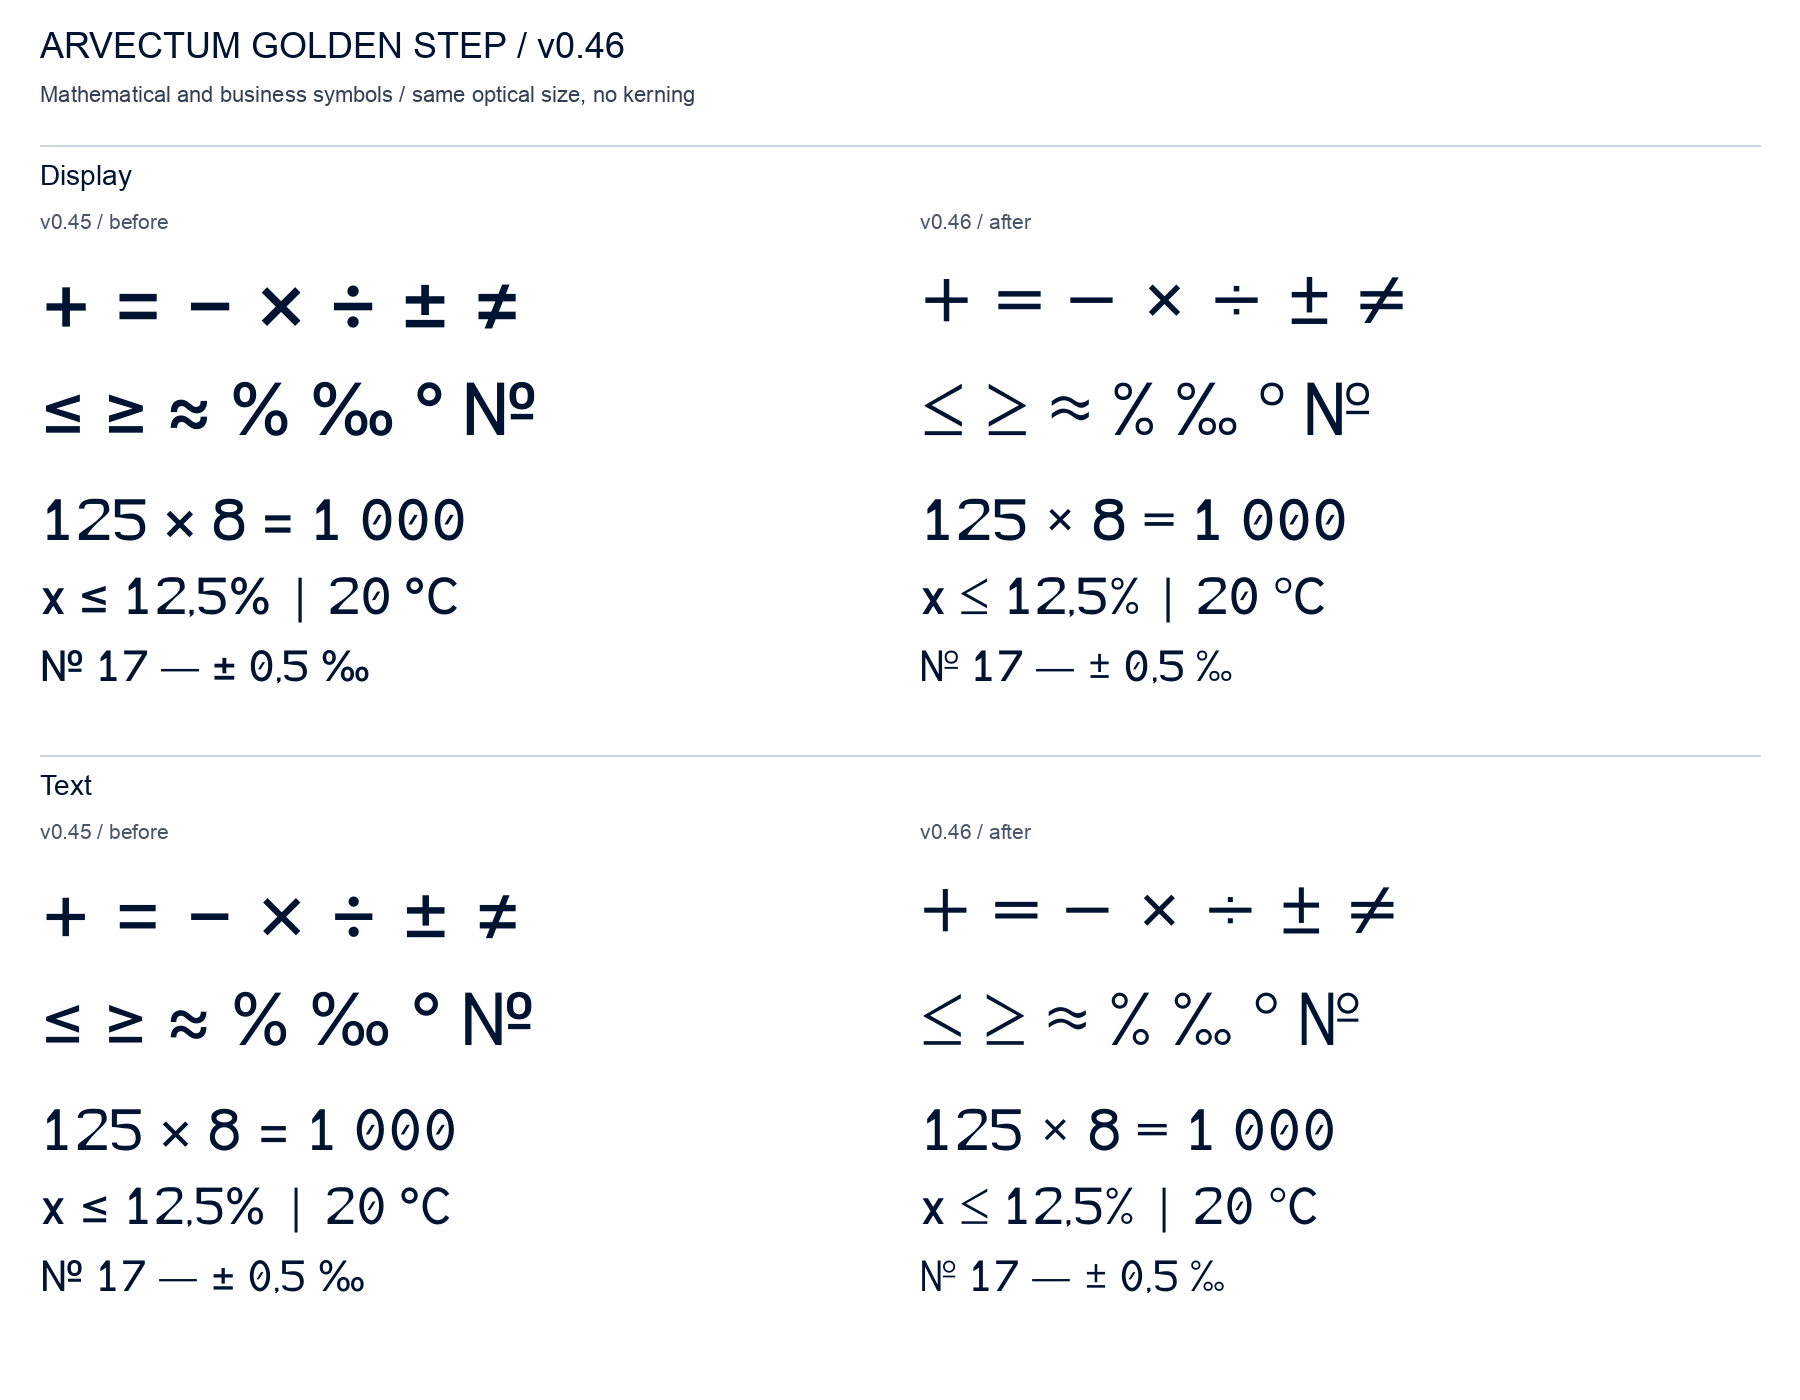 ARVECTUM GOLDEN STEP / v0.46
Mathematical and business symbols / same optical size, no kerning
Display
v0.45 / before
+ = − × ÷ ± ≠
≤ ≥ ≈ % ‰ ° №
125 × 8 = 1 000
x ≤ 12,5% | 20 °C
№ 17 — ± 0,5 ‰
v0.46 / after
+ = − × ÷ ± ≠
≤ ≥ ≈ % ‰ ° №
125 × 8 = 1 000
x ≤ 12,5% | 20 °C
№ 17 — ± 0,5 ‰
Text
v0.45 / before
+ = − × ÷ ± ≠
≤ ≥ ≈ % ‰ ° №
125 × 8 = 1 000
x ≤ 12,5% | 20 °C
№ 17 — ± 0,5 ‰
v0.46 / after
+ = − × ÷ ± ≠
≤ ≥ ≈ % ‰ ° №
125 × 8 = 1 000
x ≤ 12,5% | 20 °C
№ 17 — ± 0,5 ‰